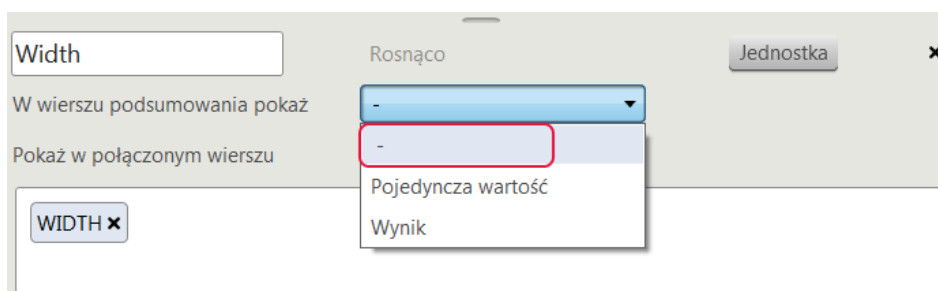 Width Rosnąco Jednostka ×
W wierszu podsumowania pokaż -
-
Pokaż w połączonym wierszu
Pojedyncza wartość
WIDTH ×
Wynik